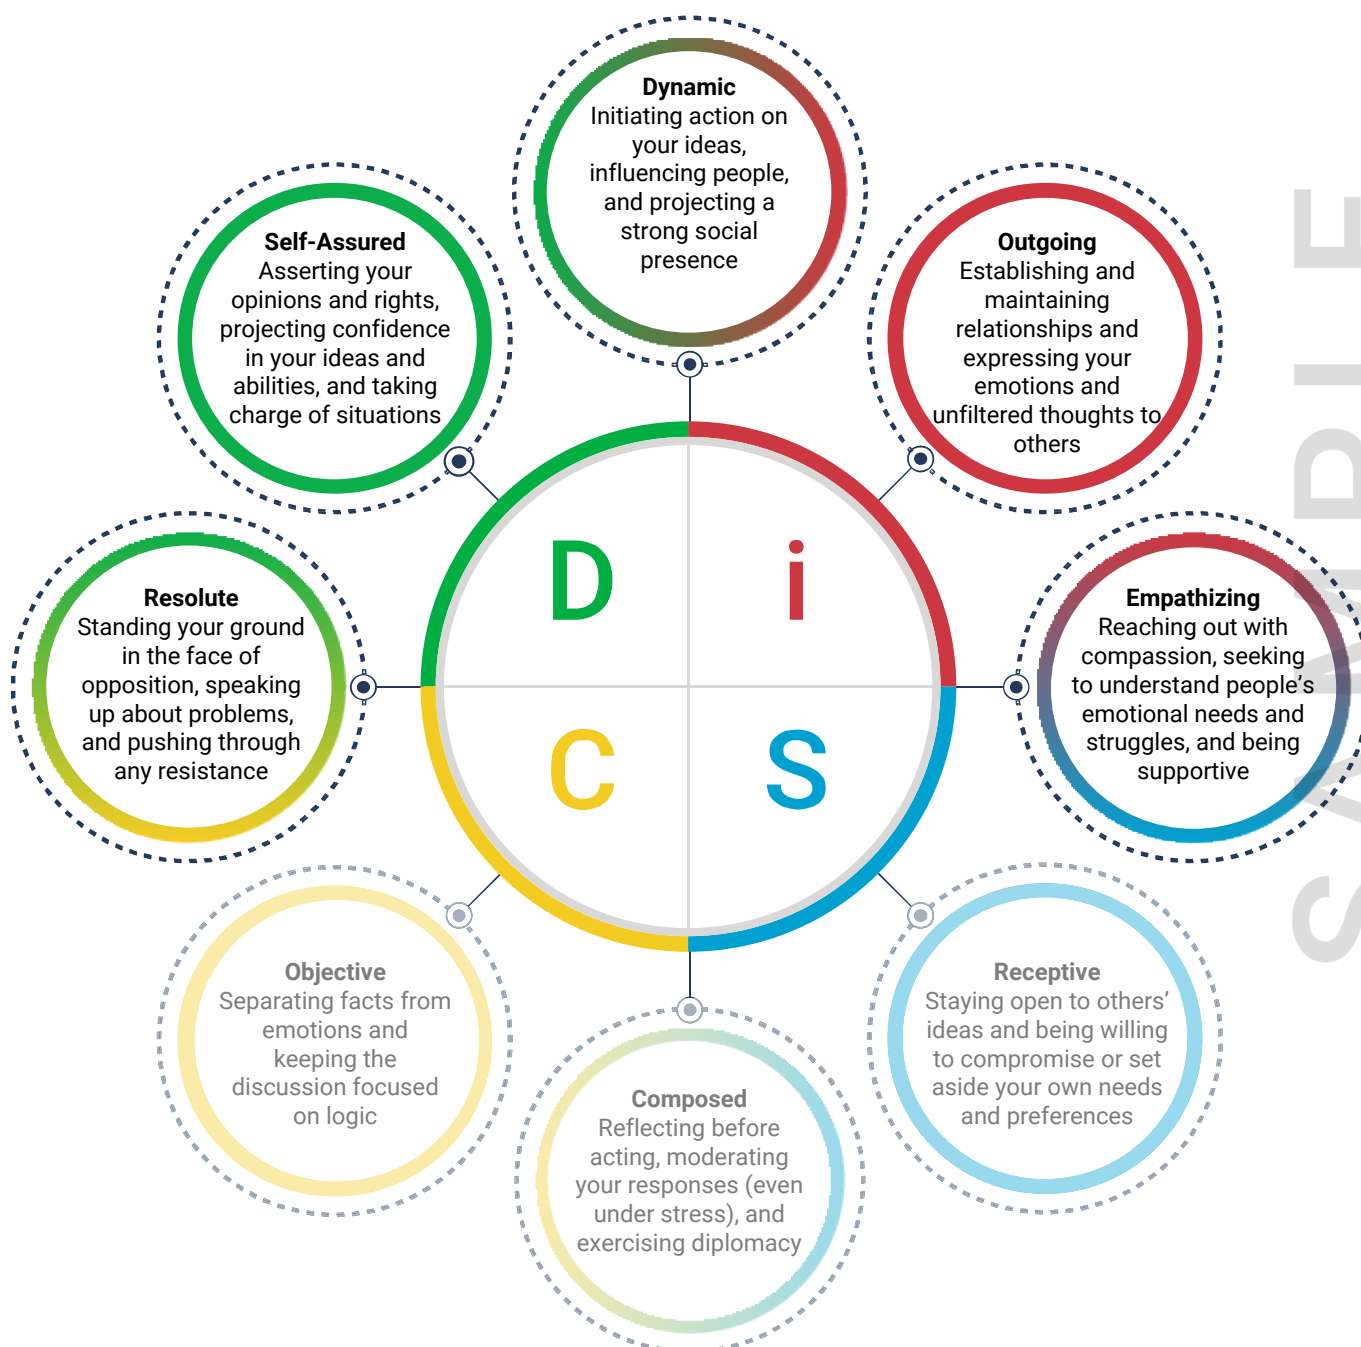 Dynamic
Initiating action on
your ideas,
influencing people,
and projecting a
strong social
presence
Self-Assured
Asserting your
opinions and rights,
projecting confidence
in your ideas and
abilities, and taking
charge of situations
Outgoing
Establishing and
maintaining
relationships and
expressing your
emotions and
unfiltered thoughts to
others
Resolute
Standing your ground
in the face of
opposition, speaking
up about problems,
and pushing through
any resistance
D
i
C
S
Empathizing
Reaching out with
compassion, seeking
to understand people’s
emotional needs and
struggles, and being
supportive
Objective
Separating facts from
emotions and
keeping the
discussion focused
on logic
Composed
Reflecting before
acting, moderating
your responses (even
under stress), and
exercising diplomacy
Receptive
Staying open to others’
ideas and being willing
to compromise or set
aside your own needs
and preferences
SAMPLE